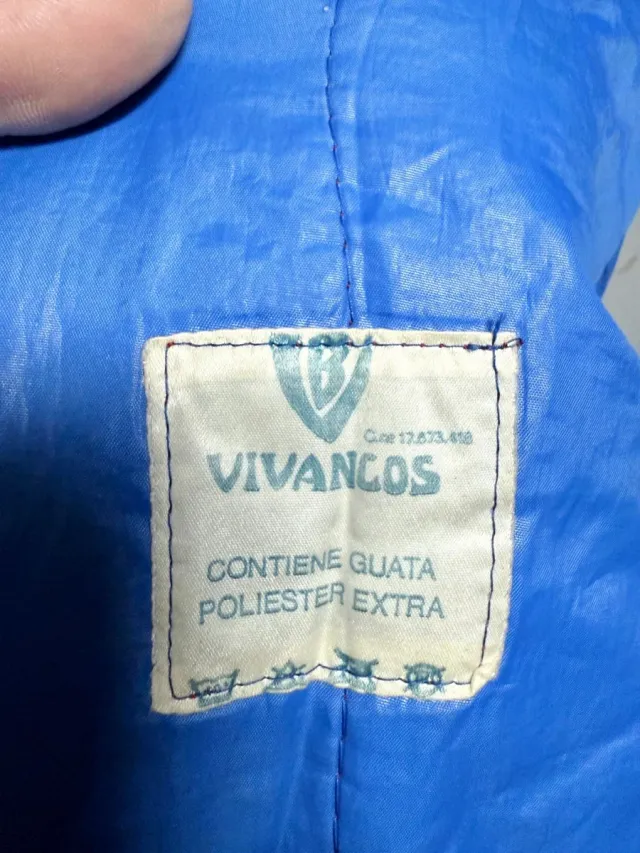 VIVANCOS
CONTIENE GUATA
POLIESTER EXTRA